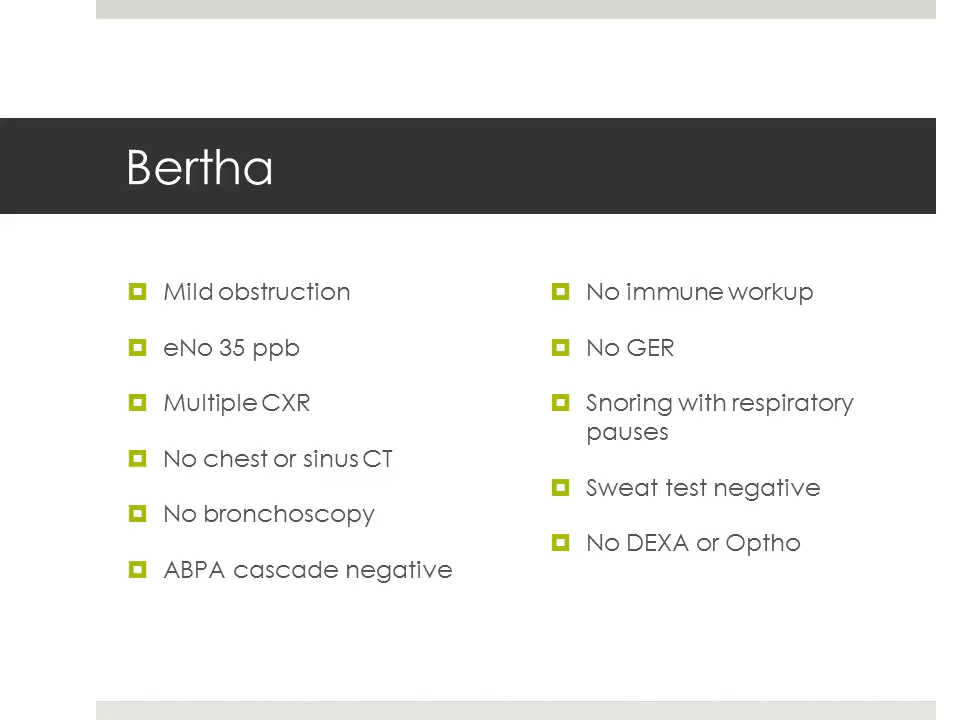 Bertha
Mild obstruction
eNo 35 ppb
Multiple CXR
No chest or sinus CT
No bronchoscopy
ABPA cascade negative
No immune workup
No GER
Snoring with respiratory
pauses
Sweat test negative
No DEXA or Optho